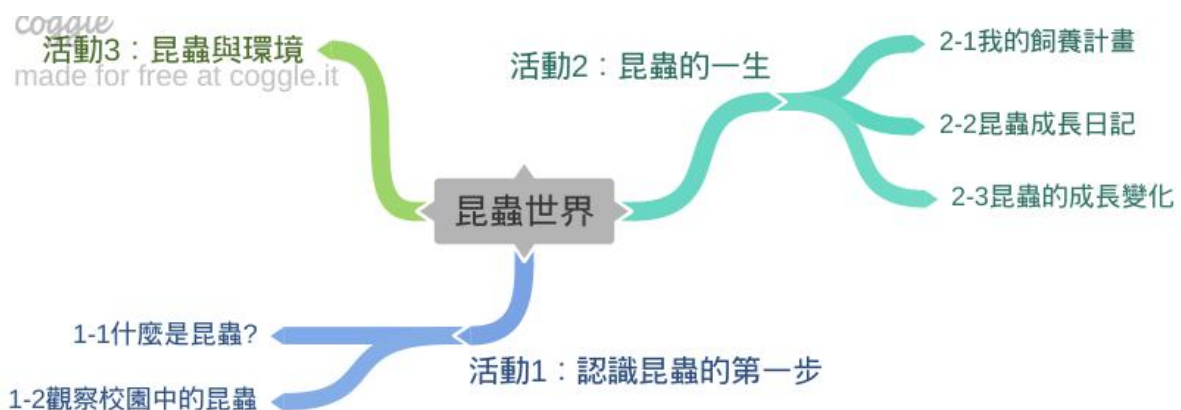 coggle
活動3：昆蟲與環境
made for free at coggle.it
活動2：昆蟲的一生
2-1我的飼養計畫
2-2昆蟲成長日記
2-3昆蟲的成長變化
昆蟲世界
1-1什麼是昆蟲?
1-2觀察校園中的昆蟲
活動1：認識昆蟲的第一步